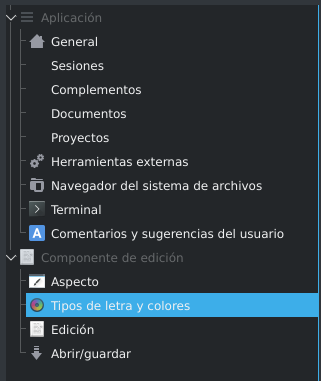 Aplicación
General
Sesiones
Complementos
Documentos
Proyectos
Herramientas externas
Navegador del sistema de archivos
Terminal
A Comentarios y sugerencias del usuario
Componente de edición
Aspecto
Tipos de letra y colores
Edición
Abrir/guardar